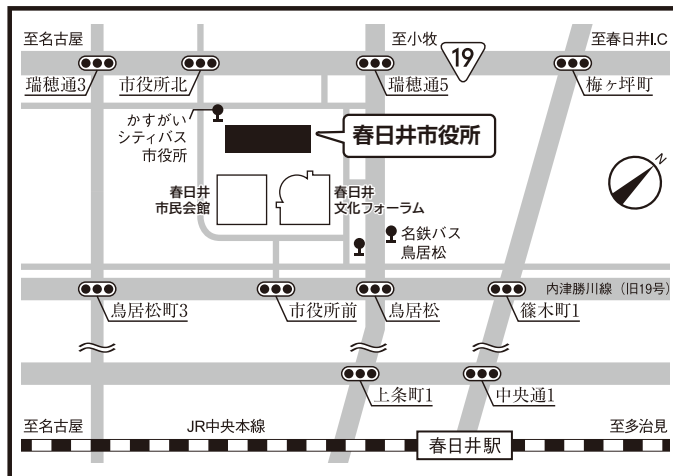 至名古屋
至小牧
19
至春日井I.C
瑞穂通3
市役所北
瑞穂通5
梅ヶ坪町
かすがい
シティバス
市役所
春日井市役所
N
春日井
市民会館
春日井
文化フォーラム
名鉄バス
鳥居松
内津勝川線（旧19号）
鳥居松町3
市役所前
鳥居松
篠木町1
上条町1
中央通1
至名古屋
JR中央本線
春日井駅
至多治見